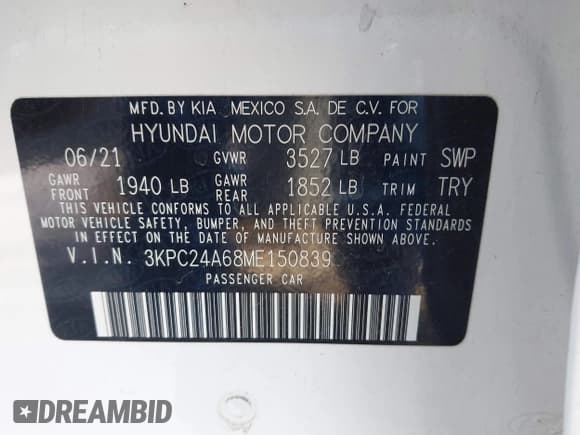 MFD. BY KIA MEXICO S.A. DE C.V. FOR
HYUNDAI MOTOR COMPANY
06/21 GVWR 3527 LB PAINT SWP
GAWR FRONT 1940 LB GAWR REAR 1852 LB TRIM TRY
THIS VEHICLE CONFORMS TO ALL APPLICABLE U.S.A. FEDERAL
MOTOR VEHICLE SAFETY, BUMPER, AND THEFT PREVENTION STANDARDS
IN EFFECT ON THE DATE OF MANUFACTURE SHOWN ABOVE.
V.I.N. 3KPC24A68ME150839
PASSENGER CAR
DREAMBID